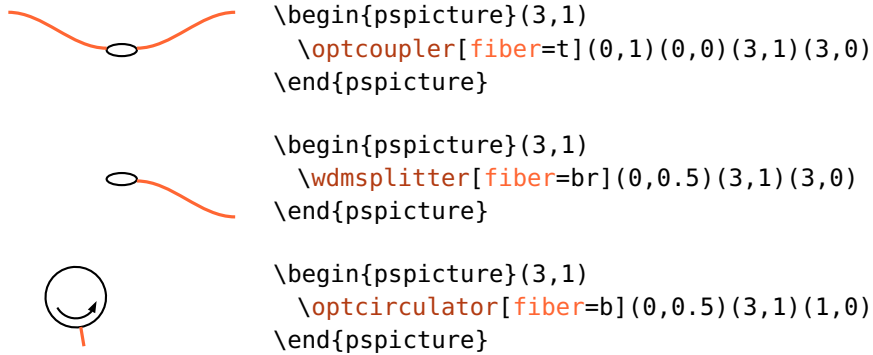 \begin{pspicture}(3,1)
  \optcoupler[fiber=t](0,1)(0,0)(3,1)(3,0)
\end{pspicture}
\begin{pspicture}(3,1)
  \wdmsplitter[fiber=br](0,0.5)(3,1)(3,0)
\end{pspicture}
\begin{pspicture}(3,1)
  \optcirculator[fiber=b](0,0.5)(3,1)(1,0)
\end{pspicture}